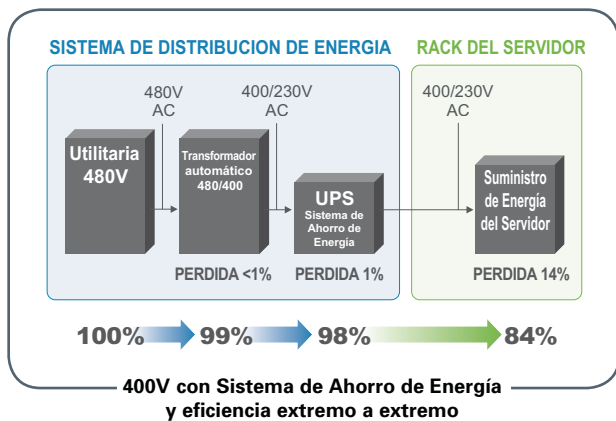 SISTEMA DE DISTRIBUCION DE ENERGIA
RACK DEL SERVIDOR
480V
AC
400/230V
AC
400/230V
AC
Utilitaria
480V
Transformador
automático
480/400
UPS
Sistema de
Ahorro de
Energía
Suministro
de Energía
del Servidor
PERDIDA <1%
PERDIDA 1%
PERDIDA 14%
100%
99%
98%
84%
400V con Sistema de Ahorro de Energía
y eficiencia extremo a extremo